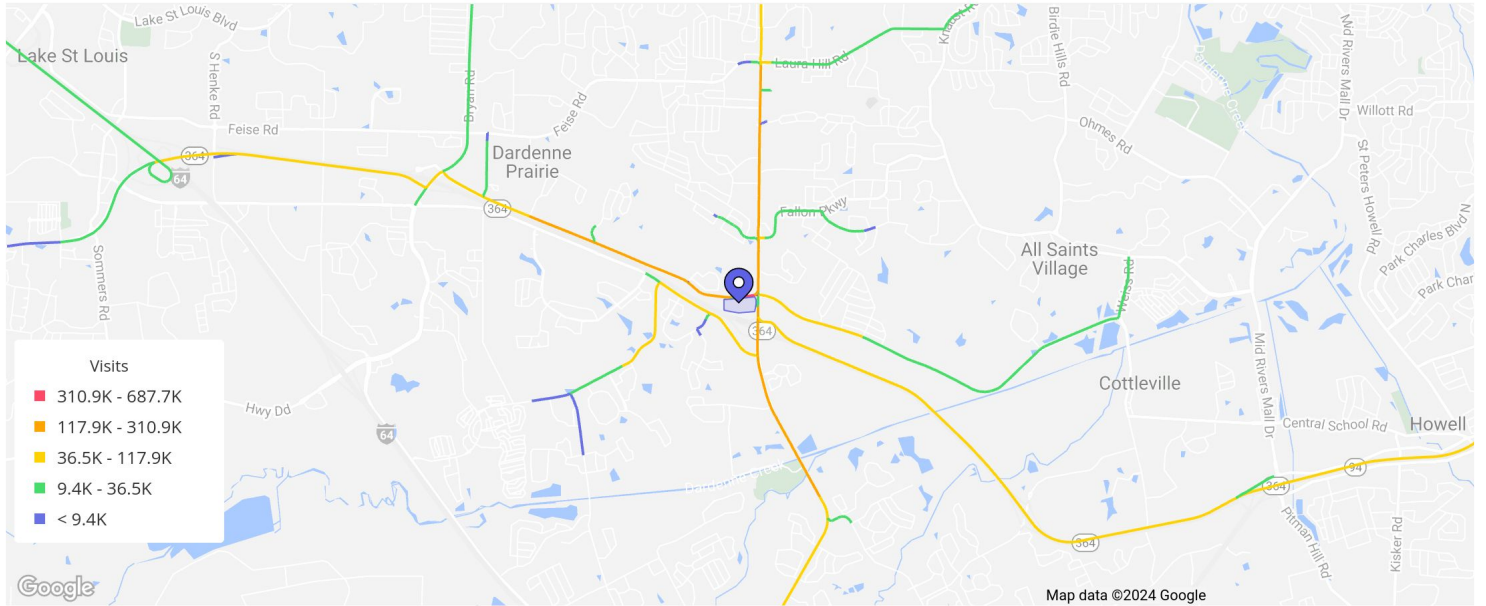 Lake St Louis Blvd
Lake St Louis
S Henke Rd
Bryan Rd
Feise Rd
Feise Rd
364
64
Dardenne
Prairie
364
Laura Hill Rd
Birdie Hills Rd
Mid Rivers Mall Dr
Willott Rd
Ohmes Rd
St Peters Howell Rd
Park Charles Blvd N
Park Char
Fallon Pkwy
All Saints
Village
Weiss Rd
Sommers Rd
364
Cottleville
Mid Rivers Mall Dr
Central School Rd
Howell
Hwy Dd
64
94
364
364
Pitman Hill Rd
Kisker Rd
Visits
310.9K - 687.7K
117.9K - 310.9K
36.5K - 117.9K
9.4K - 36.5K
< 9.4K
Google
Map data ©2024 Google